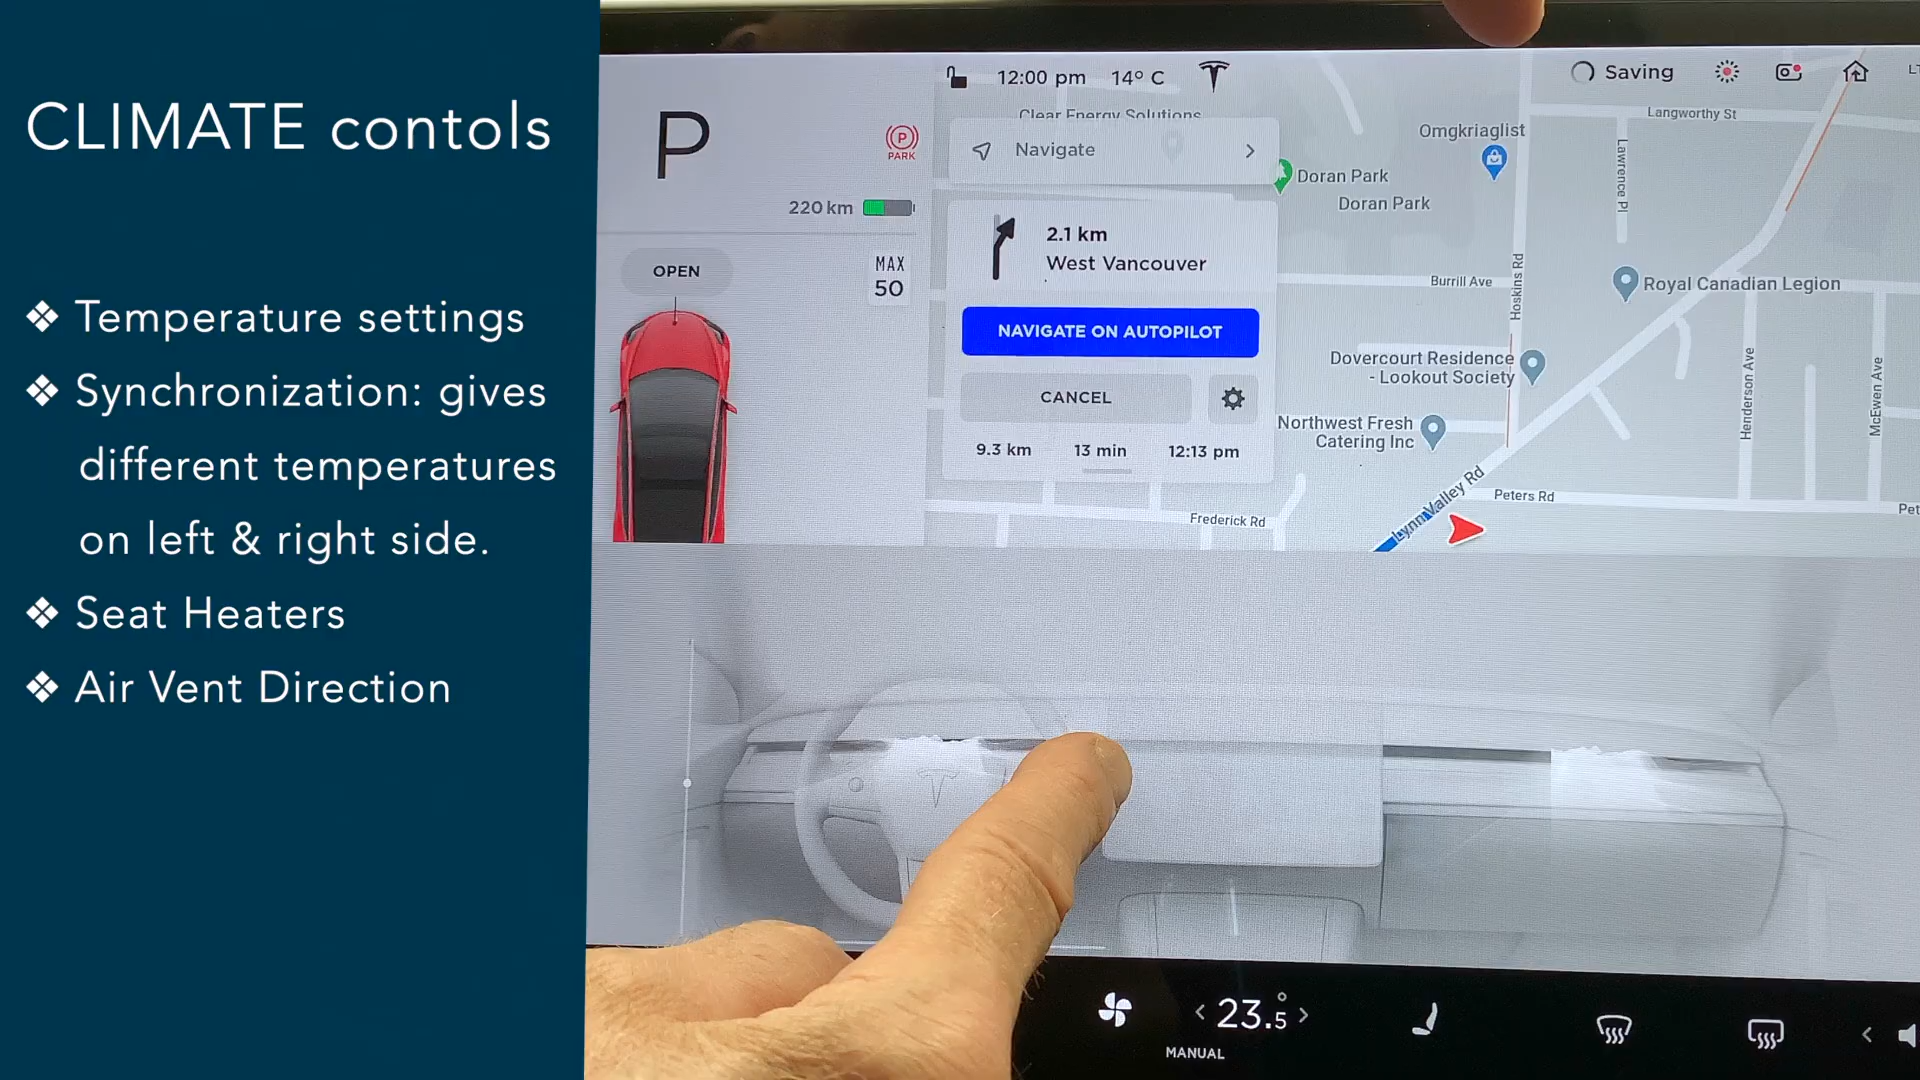 CLIMATE contols
❖ Temperature settings
❖ Synchronization: gives
different temperatures
on left & right side.
❖ Seat Heaters
❖ Air Vent Direction
12:00 pm 14° C
Saving
P
PARK
220 km
OPEN
MAX
50
Clear Energy Solutions
Navigate
2.1 km
West Vancouver
NAVIGATE ON AUTOPILOT
CANCEL
9.3 km 13 min 12:13 pm
Langworthy St
Omgkriaglist
Lawrence Pl
Doran Park
Doran Park
Burrill Ave
Hoskins Rd
Royal Canadian Legion
Dovercourt Residence
- Lookout Society
Henderson Ave
McEwen Ave
Northwest Fresh
Catering Inc
Lynn Valley Rd
Peters Rd
Frederick Rd
23.5°
MANUAL